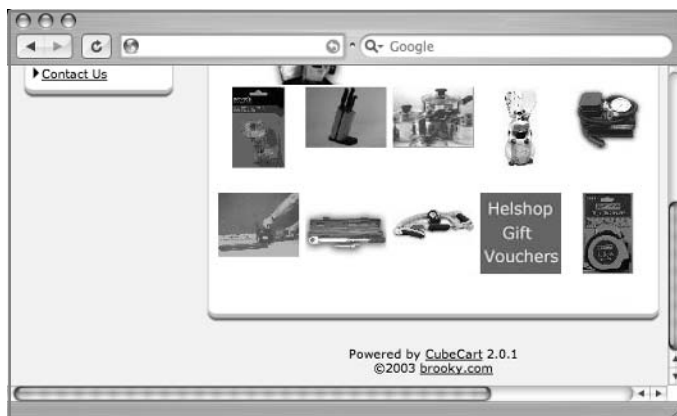 Google
Contact Us
Helshop
Gift
Vouchers
Powered by CubeCart 2.0.1
©2003 brooky.com